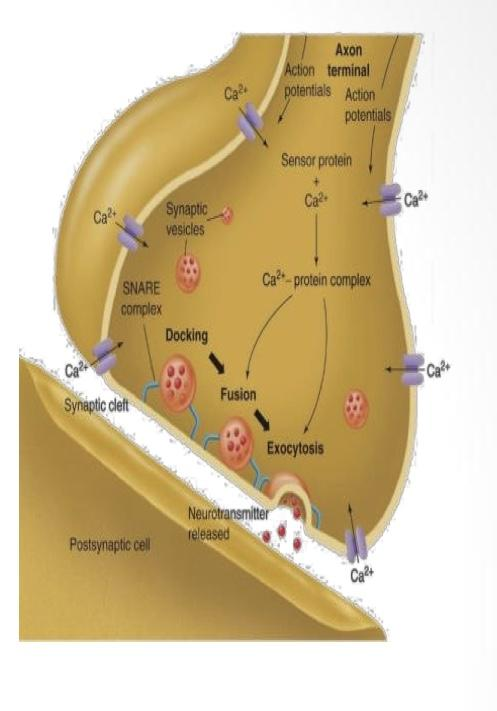 Axon
terminal
Action
potentials
Action
potentials
Ca2+
Sensor protein
+
Ca2+
Ca2+
Ca2+
Synaptic
vesicles
Ca2+– protein complex
SNARE
complex
Docking
Fusion
Exocytosis
Ca2+
Ca2+
Synaptic cleft
Neurotransmitter
released
Postsynaptic cell
Ca2+